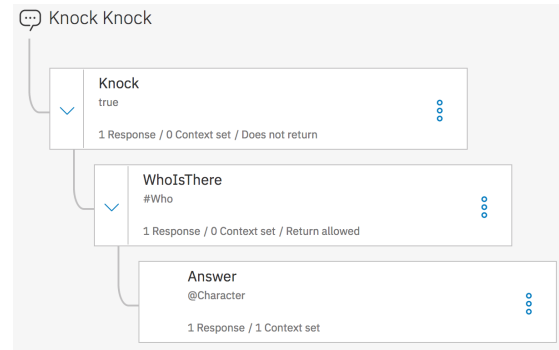 Knock Knock
Knock
true
1 Response / 0 Context set / Does not return
WhoIsThere
#Who
1 Response / 0 Context set / Return allowed
Answer
@Character
1 Response / 1 Context set